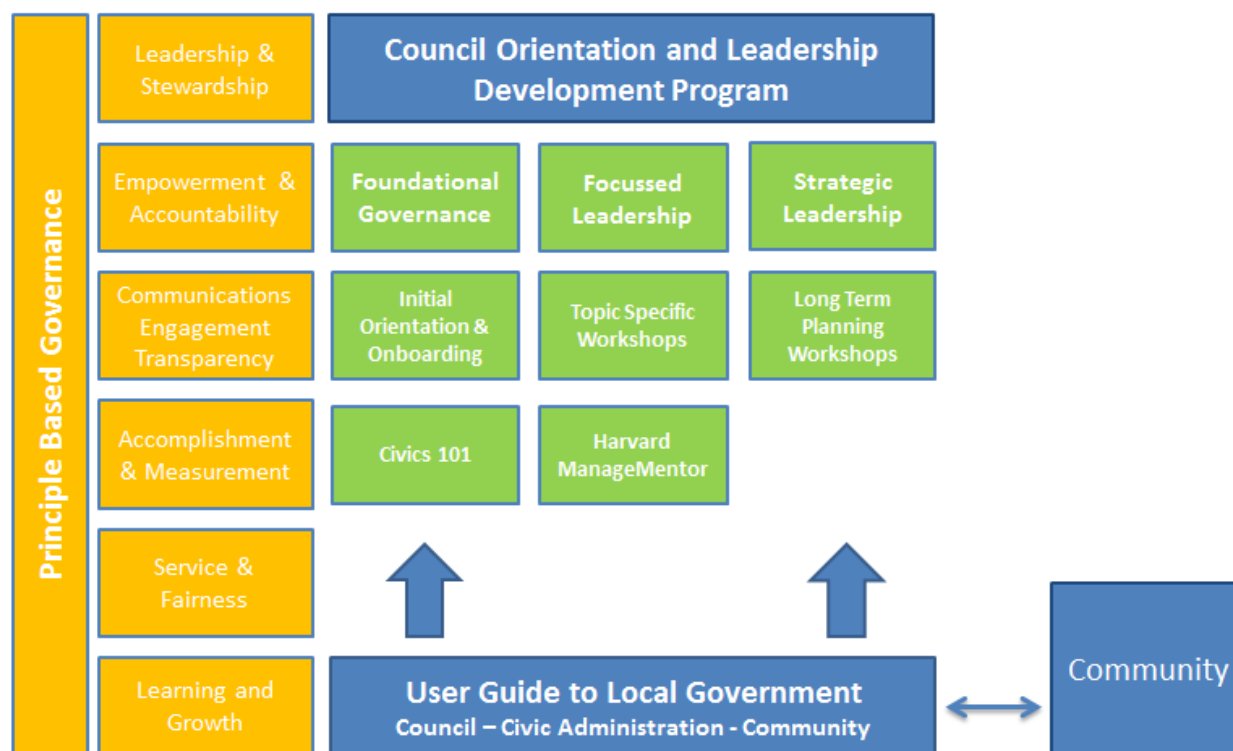 Principle Based Governance
Leadership &
Stewardship
Council Orientation and Leadership
Development Program
Empowerment &
Accountability
Foundational
Governance
Focussed
Leadership
Strategic
Leadership
Communications
Engagement
Transparency
Initial
Orientation &
Onboarding
Topic Specific
Workshops
Long Term
Planning
Workshops
Accomplishment
& Measurement
Civics 101
Harvard
ManageMentor
Service &
Fairness
Learning and
Growth
User Guide to Local Government
Council – Civic Administration - Community
Community